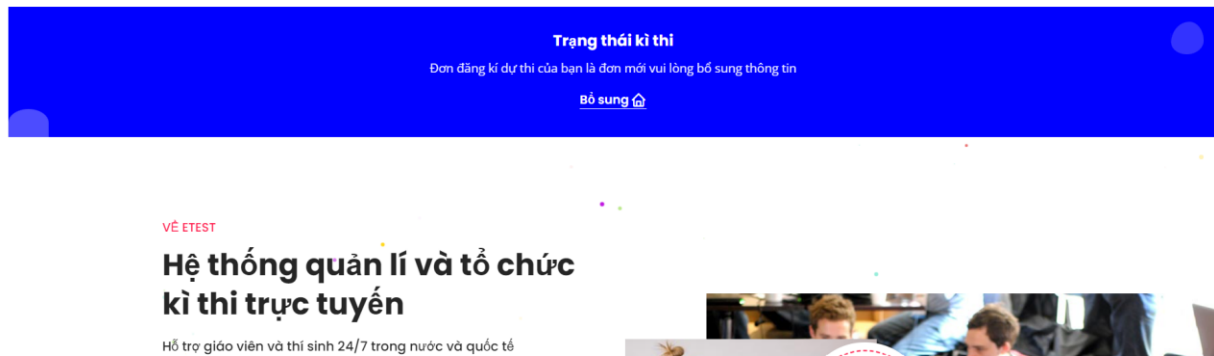 Trạng thái kì thi
Đơn đăng kí dự thi của bạn là đơn mới vui lòng bổ sung thông tin
Bổ sung
VỀ ETEST
Hệ thống quản lí và tổ chức
kì thi trực tuyến
Hỗ trợ giáo viên và thí sinh 24/7 trong nước và quốc tế